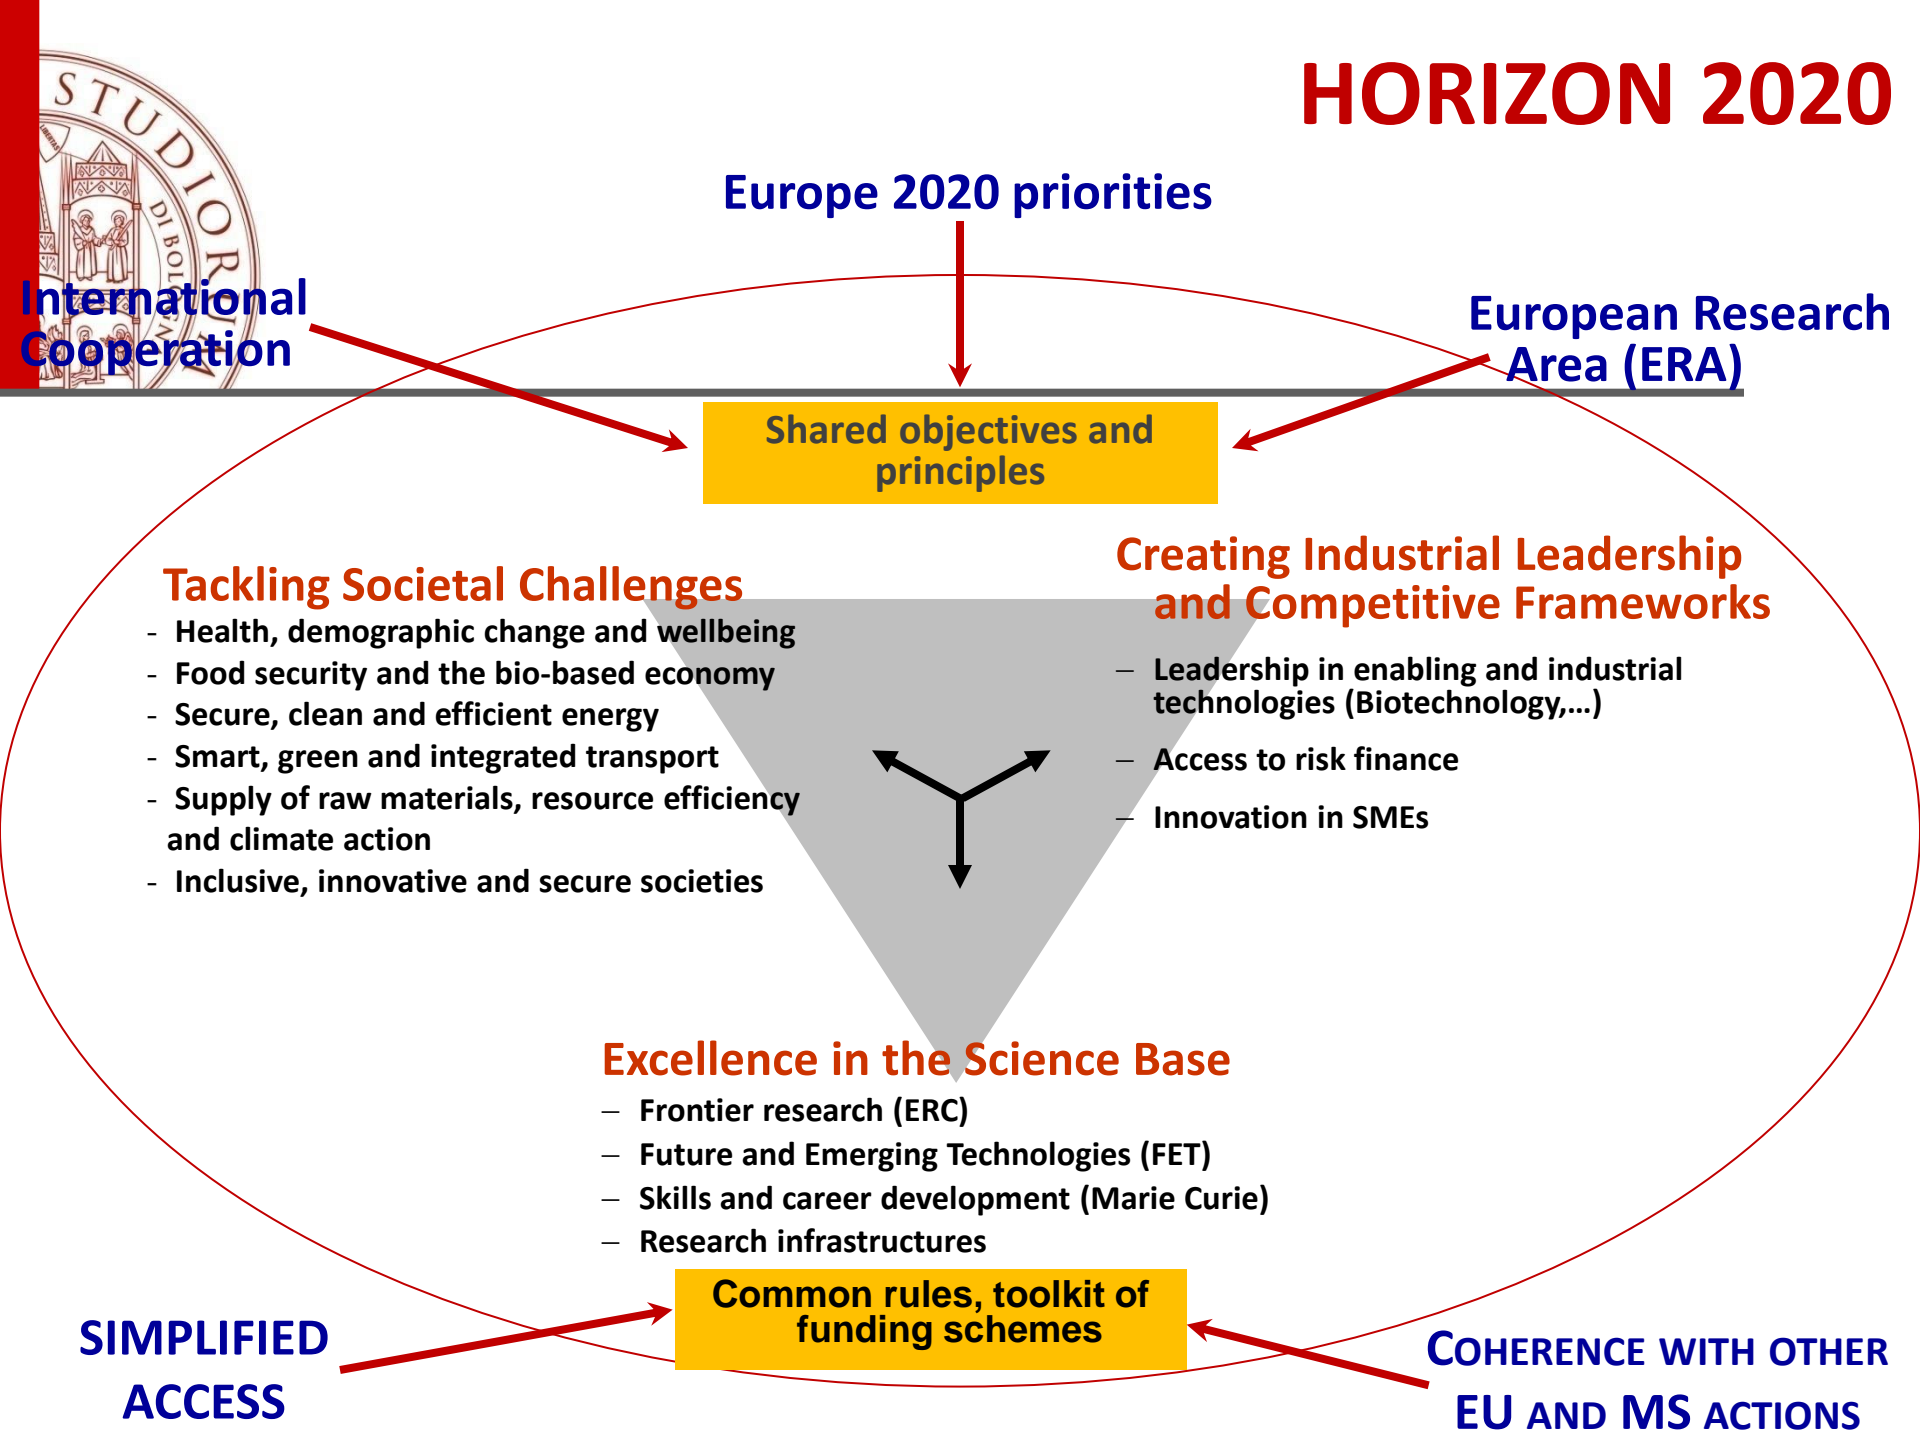 STUDIORUM
LIBERTAS
DI BOLOGN
HORIZON 2020
Europe 2020 priorities
International
Cooperation
European Research
Area (ERA)
Shared objectives and
principles
Tackling Societal Challenges
- Health, demographic change and wellbeing
- Food security and the bio-based economy
- Secure, clean and efficient energy
- Smart, green and integrated transport
- Supply of raw materials, resource efficiency
and climate action
- Inclusive, innovative and secure societies
Creating Industrial Leadership
and Competitive Frameworks
– Leadership in enabling and industrial
technologies (Biotechnology,…)
– Access to risk finance
– Innovation in SMEs
Excellence in the Science Base
– Frontier research (ERC)
– Future and Emerging Technologies (FET)
– Skills and career development (Marie Curie)
– Research infrastructures
Common rules, toolkit of
funding schemes
SIMPLIFIED
ACCESS
COHERENCE WITH OTHER
EU AND MS ACTIONS